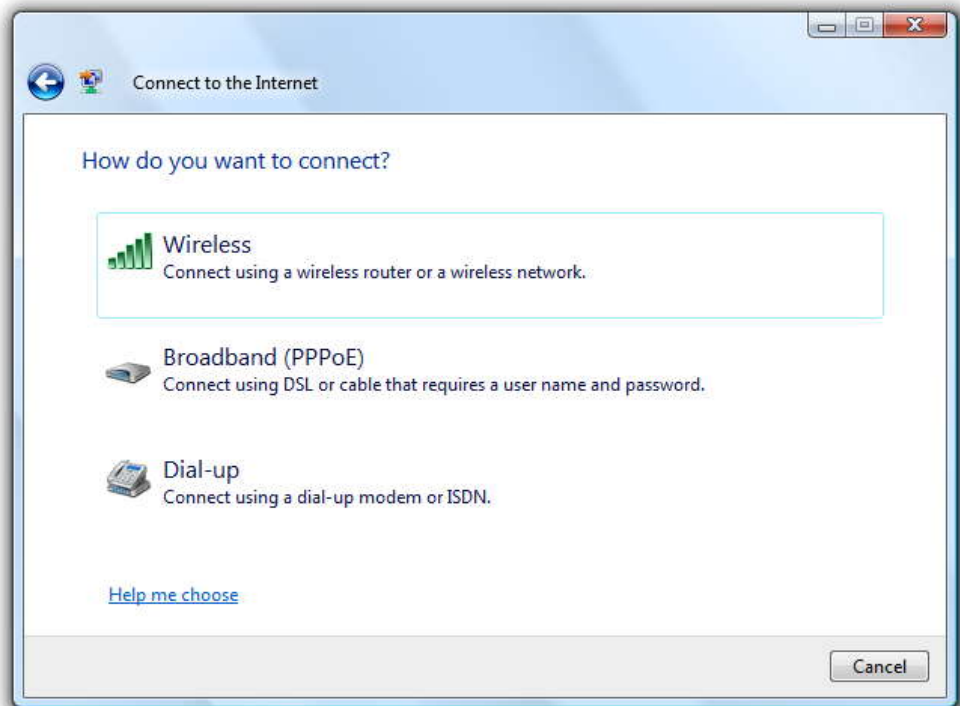 Connect to the Internet
How do you want to connect?
Wireless
Connect using a wireless router or a wireless network.
Broadband (PPPoE)
Connect using DSL or cable that requires a user name and password.
Dial-up
Connect using a dial-up modem or ISDN.
Help me choose
Cancel